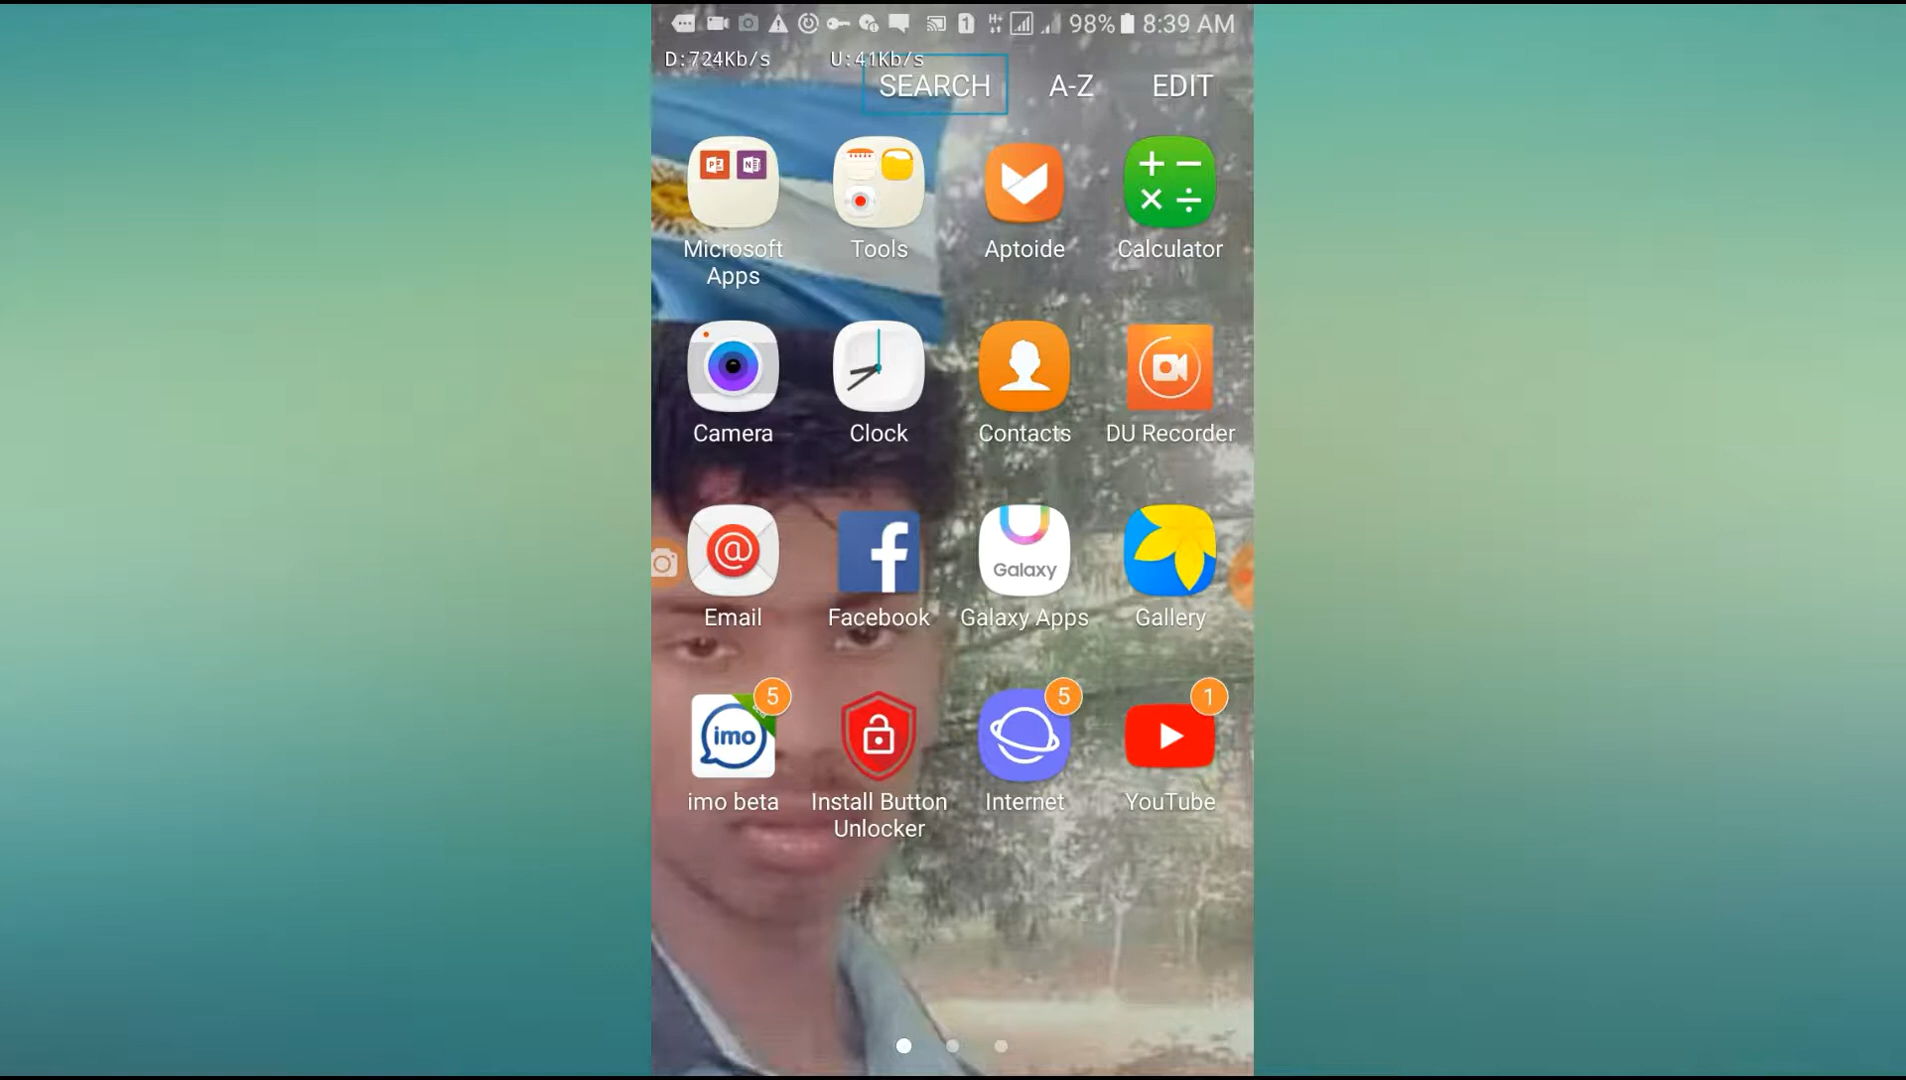 98% 8:39 AM
D:724Kb/s U:41Kb/s
SEARCH A-Z EDIT
Microsoft Apps
Tools
Aptoide
Calculator
Camera
Clock
Contacts
DU Recorder
Email
Facebook
Galaxy
Galaxy Apps
Gallery
5
imo
imo beta
Install Button Unlocker
5
Internet
1
YouTube